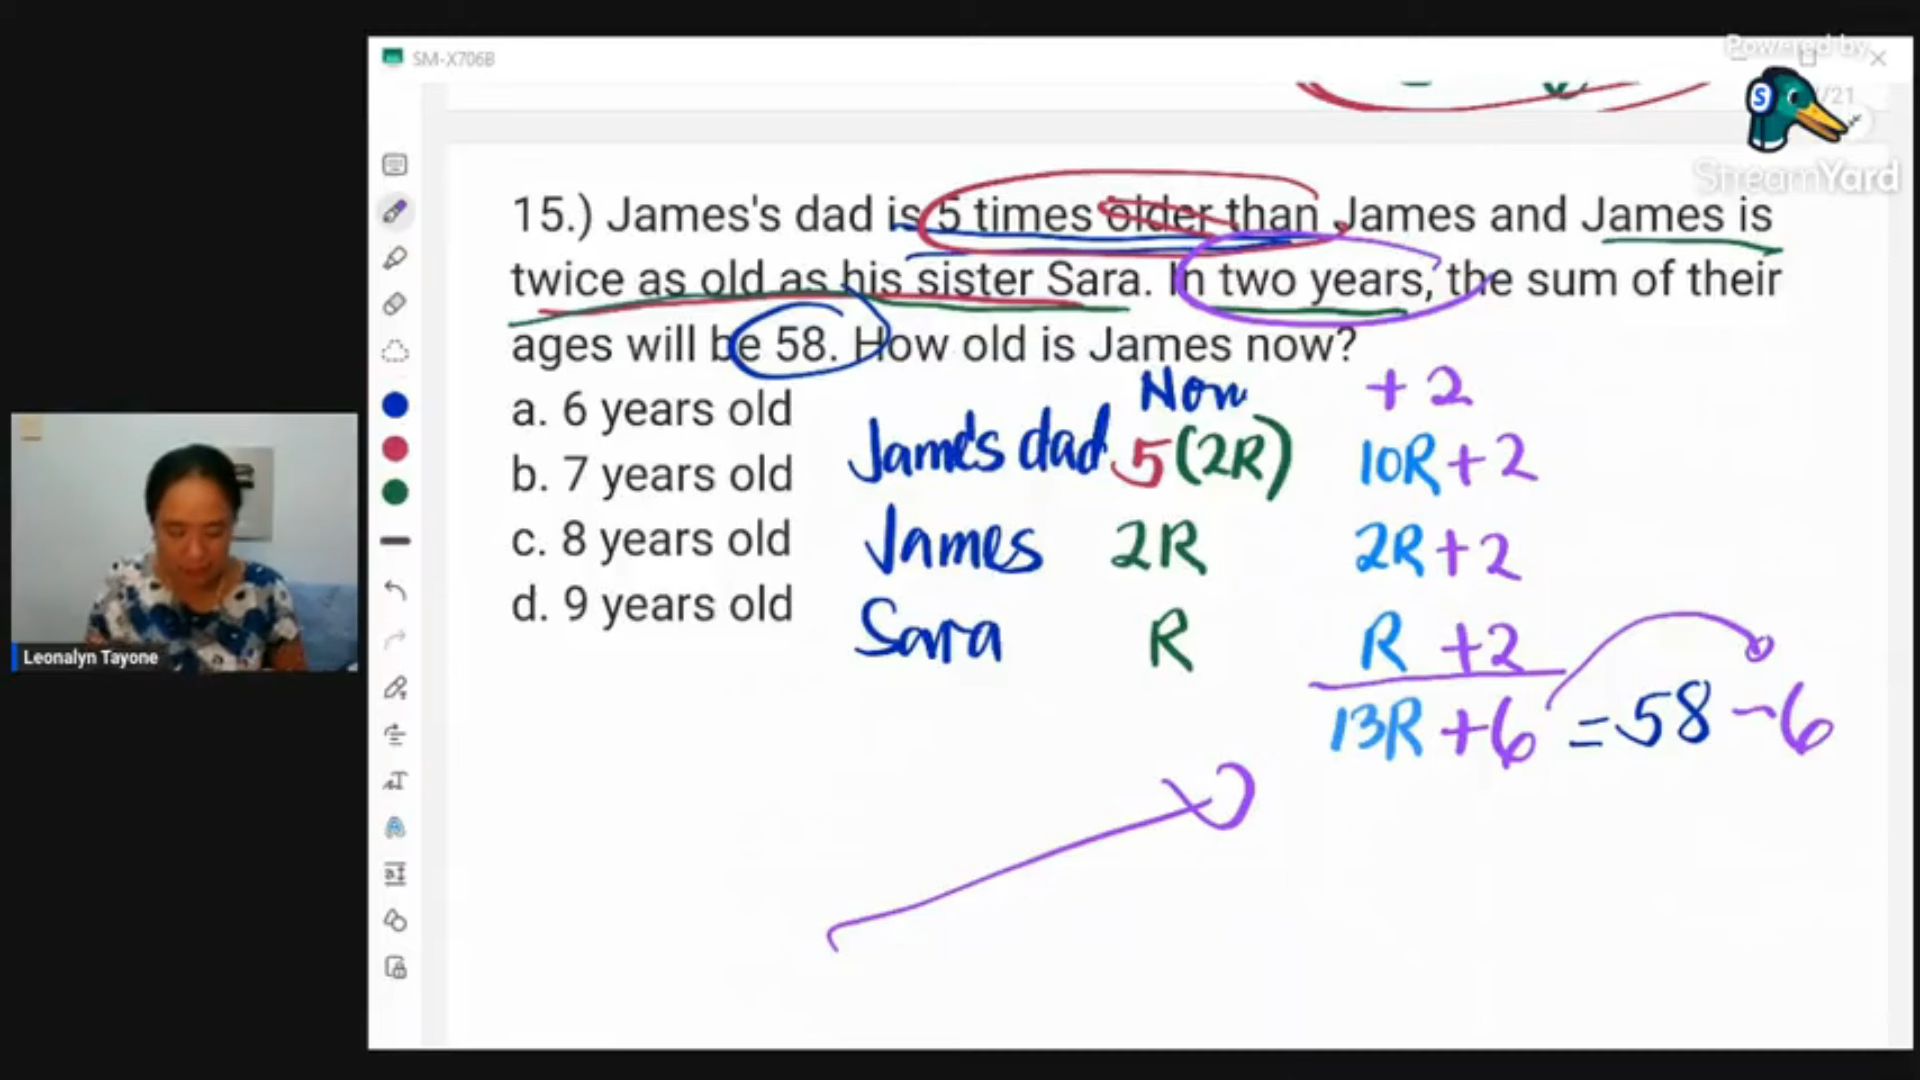 SM-X706B
Powered by
/21
StreamYard
15.) James's dad is 5 times older than James and James is
twice as old as his sister Sara. In two years, the sum of their
ages will be 58. How old is James now?
a. 6 years old
b. 7 years old
c. 8 years old
d. 9 years old
Now +2
James dad 5(2R) 10R+2
James 2R 2R+2
Sara R R +2
13R+6 =58-6
Leonalyn Tayone